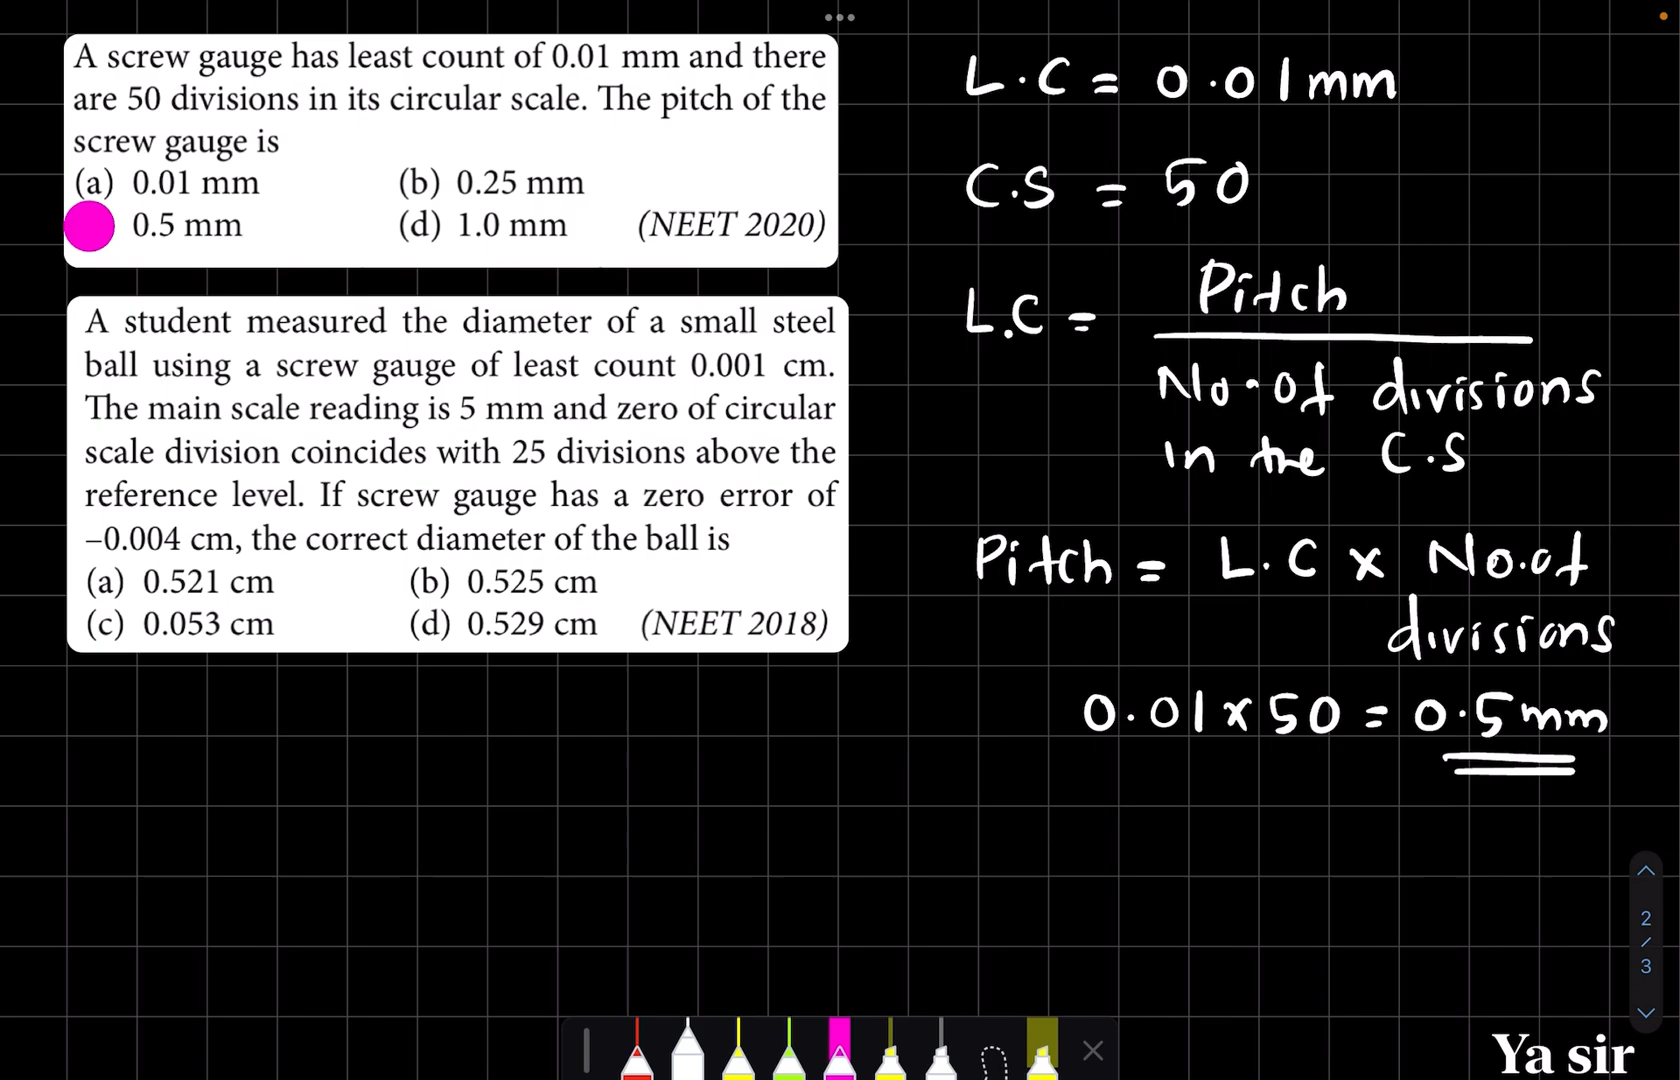 A screw gauge has least count of 0.01 mm and there
are 50 divisions in its circular scale. The pitch of the
screw gauge is
(a) 0.01 mm (b) 0.25 mm
0.5 mm (d) 1.0 mm (NEET 2020)
A student measured the diameter of a small steel
ball using a screw gauge of least count 0.001 cm.
The main scale reading is 5 mm and zero of circular
scale division coincides with 25 divisions above the
reference level. If screw gauge has a zero error of
–0.004 cm, the correct diameter of the ball is
(a) 0.521 cm (b) 0.525 cm
(c) 0.053 cm (d) 0.529 cm (NEET 2018)
L.C = 0.01mm
C.S = 50
L.C = Pitch
No.of divisions
in the C.S
Pitch = L.C x No.of
divisions
0.01x50 = 0.5mm
2
/
3
Ya sir